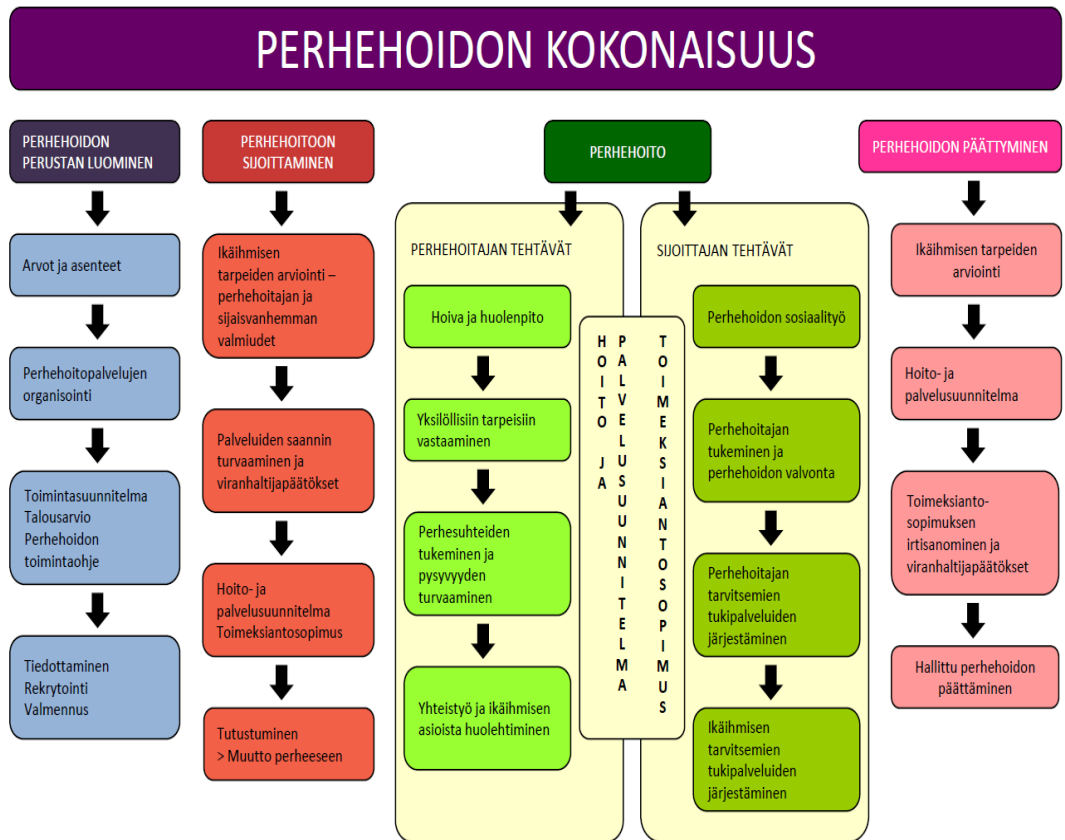 PERHEHOIDON KOKONAISUUS
PERHEHOIDON
PERUSTAN LUOMINEN
Arvot ja asenteet
Perhehoitopalvelujen
organisointi
Toimintasuunnitelma
Talousarvio
Perhehoidon
toimintaohje
Tiedottaminen
Rekrytointi
Valmennus
PERHEHOITOON
SIJOITTAMINEN
Ikäihmisen
tarpeiden arviointi –
perhehoitajan ja
sijaisvanhemman
valmiudet
Palveluiden saannin
turvaaminen ja
viranhaltijapäätökset
Hoito- ja
palvelusuunnitelma
Toimeksiantosopimus
Tutustuminen
> Muutto perheeseen
PERHEHOITO
PERHEHOITAJAN TEHTÄVÄT
Hoiva ja huolenpito
Yksilöllisiin tarpeisiin
vastaaminen
Perhesuhteiden
tukeminen ja
pysyvyyden
turvaaminen
Yhteistyö ja ikäihmisen
asioista huolehtiminen
HOITO JA
PALVELUSUUNNITELMA
TOIMEKSIANTOSOPIMUS
SIJOITTAJAN TEHTÄVÄT
Perhehoidon sosiaalityö
Perhehoitajan
tukeminen ja
perhehoidon valvonta
Perhehoitajan
tarvitsemien
tukipalveluiden
järjestäminen
Ikäihmisen
tarvitsemien
tukipalveluiden
järjestäminen
PERHEHOIDON PÄÄTTYMINEN
Ikäihmisen tarpeiden
arviointi
Hoito- ja
palvelusuunnitelma
Toimeksianto-
sopimuksen
irtisanominen ja
viranhaltijapäätökset
Hallittu perhehoidon
päättäminen